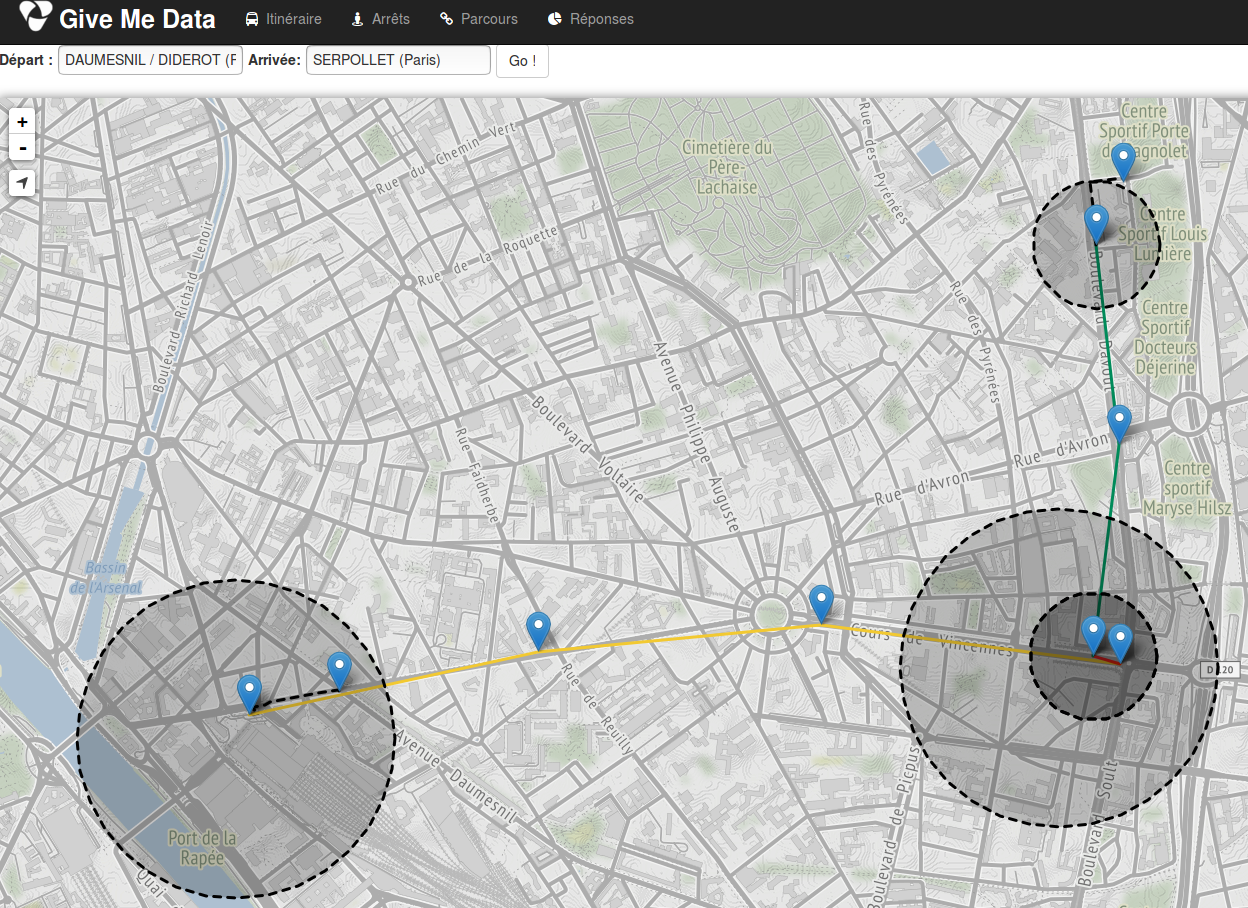 Give Me Data
Itinéraire
Arrêts
Parcours
Réponses
Départ :
DAUMESNIL / DIDEROT (F
Arrivée:
SERPOLLET (Paris)
Go !
+
-
Centre
Sportif Porte
de Bagnolet
Rue du Chemin Vert
Cimetière du
Père-
Lachaise
Rue des Pyrénées
Centre
Sportif Louis
Lumière
Boulevard Richard Lenoir
Rue de la Roquette
Boulevard Davout
Rue des Pyrénées
Centre
Sportif
Docteurs
Déjerine
Avenue Philippe Auguste
Boulevard Voltaire
Rue Faidherbe
Rue d'Avron
Rue d'Avron
Centre
sportif
Maryse Hilsz
Bassin
de l'Arsenal
Cours de Vincennes
D 120
Rue de Reuilly
Avenue Daumesnil
Boulevard de Picpus
Boulevard Soult
Port de la
Rapée
Quai